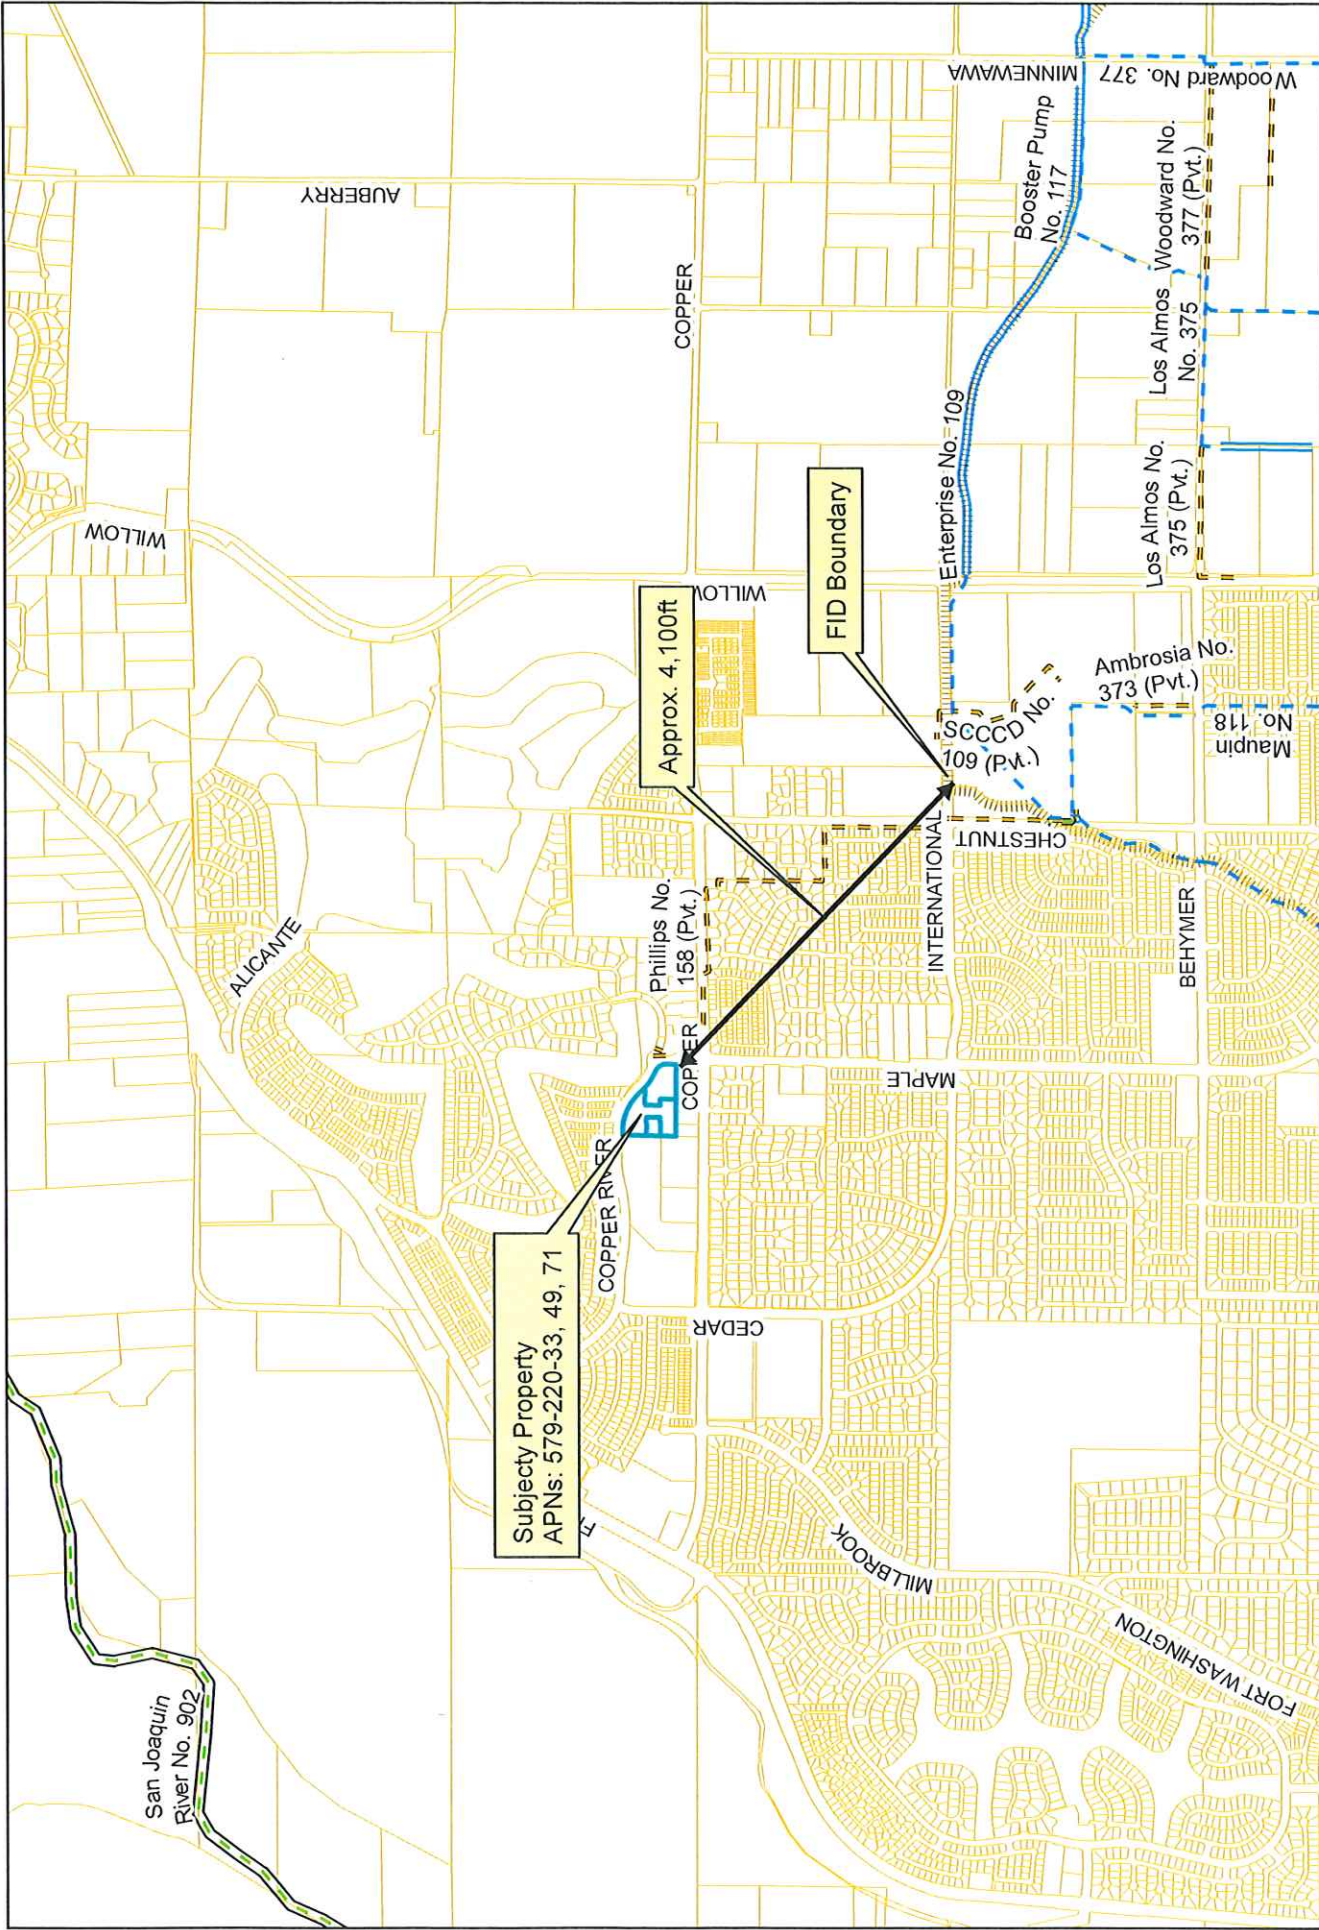 San Joaquin
River No. 902
FORT WASHINGTON
MILLBROOK
Subjecty Property
APNs: 579-220-33, 49, 71
CEDAR
COPPER RIVER
COPPER
MAPLE
ALICANTE
Phillips No.
158 (Pvt.)
INTERNATIONAL
BEHYMER
CHESTNUT
Approx. 4,100ft
FID Boundary
SCCCD No.
109 (Pvt.)
Ambrosia No.
373 (Pvt.)
Maupin
No. 118
WILLOW
WILLOW
Enterprise No. 109
Los Almos No.
375 (Pvt.)
COPPER
Los Almos
No. 375
AUBERRY
Booster Pump
No. 117
Woodward No.
377 (Pvt.)
MINNEWAWA
Woodward No. 377